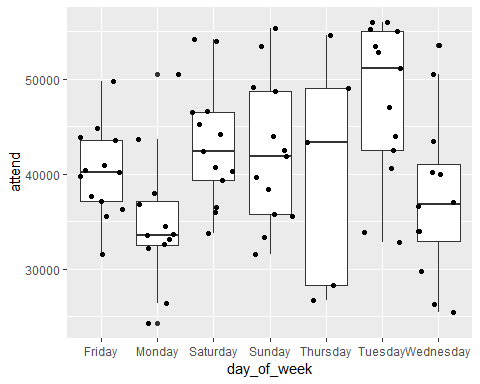 attend
50000
40000
30000
Friday Monday Saturday Sunday Thursday Tuesday Wednesday
day_of_week